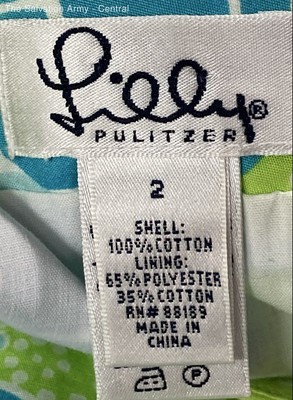 The Salvation Army - Central
Lilly®
PULITZER
2
SHELL:
100%COTTON
LINING:
65%POLYESTER
35%COTTON
RN# 88189
MADE IN
CHINA
P